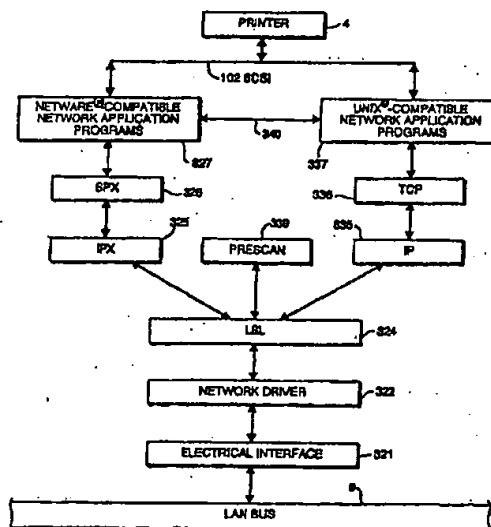 PRINTER
4
102 SCSI
NETWARE®-COMPATIBLE
NETWORK APPLICATION
PROGRAMS
327
340
UNIX®-COMPATIBLE
NETWORK APPLICATION
PROGRAMS
337
SPX
326
TCP
336
IPX
325
PRESCAN
339
IP
335
LSL
324
NETWORK DRIVER
322
ELECTRICAL INTERFACE
321
LAN BUS